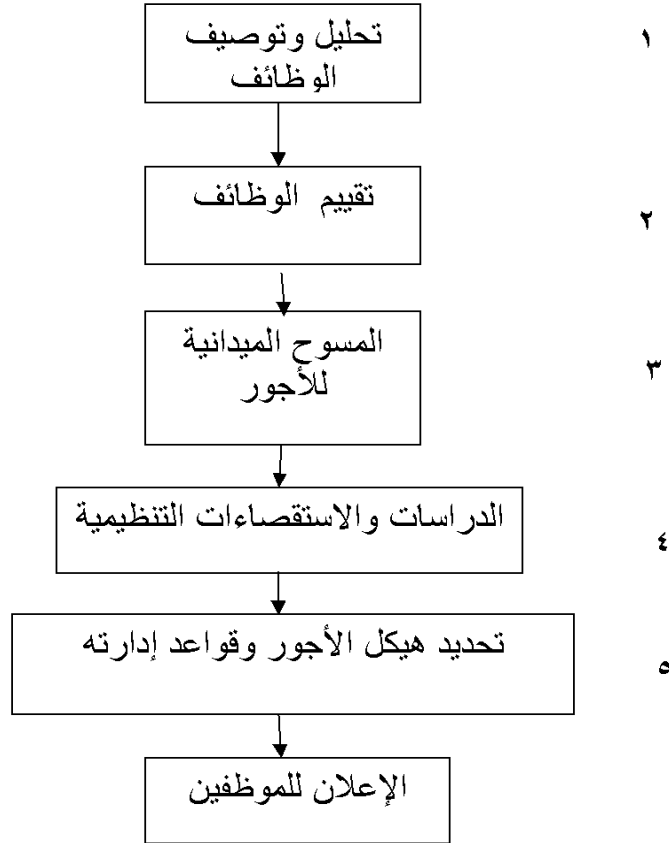 تحليل وتوصيف
الوظائف
١
تقييم الوظائف
٢
المسوح الميدانية
للأجور
٣
الدراسات والاستقصاءات التنظيمية
٤
تحديد هيكل الأجور وقواعد إدارته
٥
الإعلان للموظفين